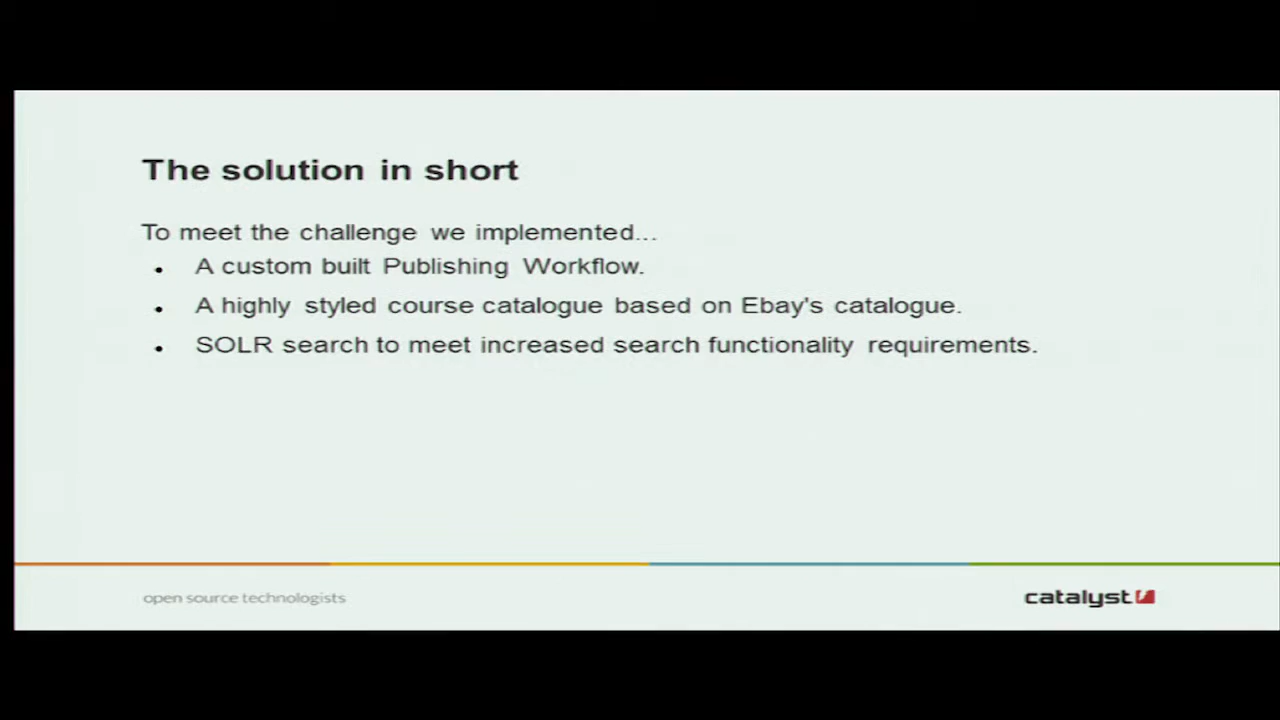 The solution in short
To meet the challenge we implemented...
A custom built Publishing Workflow.
A highly styled course catalogue based on Ebay's catalogue.
SOLR search to meet increased search functionality requirements.
open source technologists
catalyst